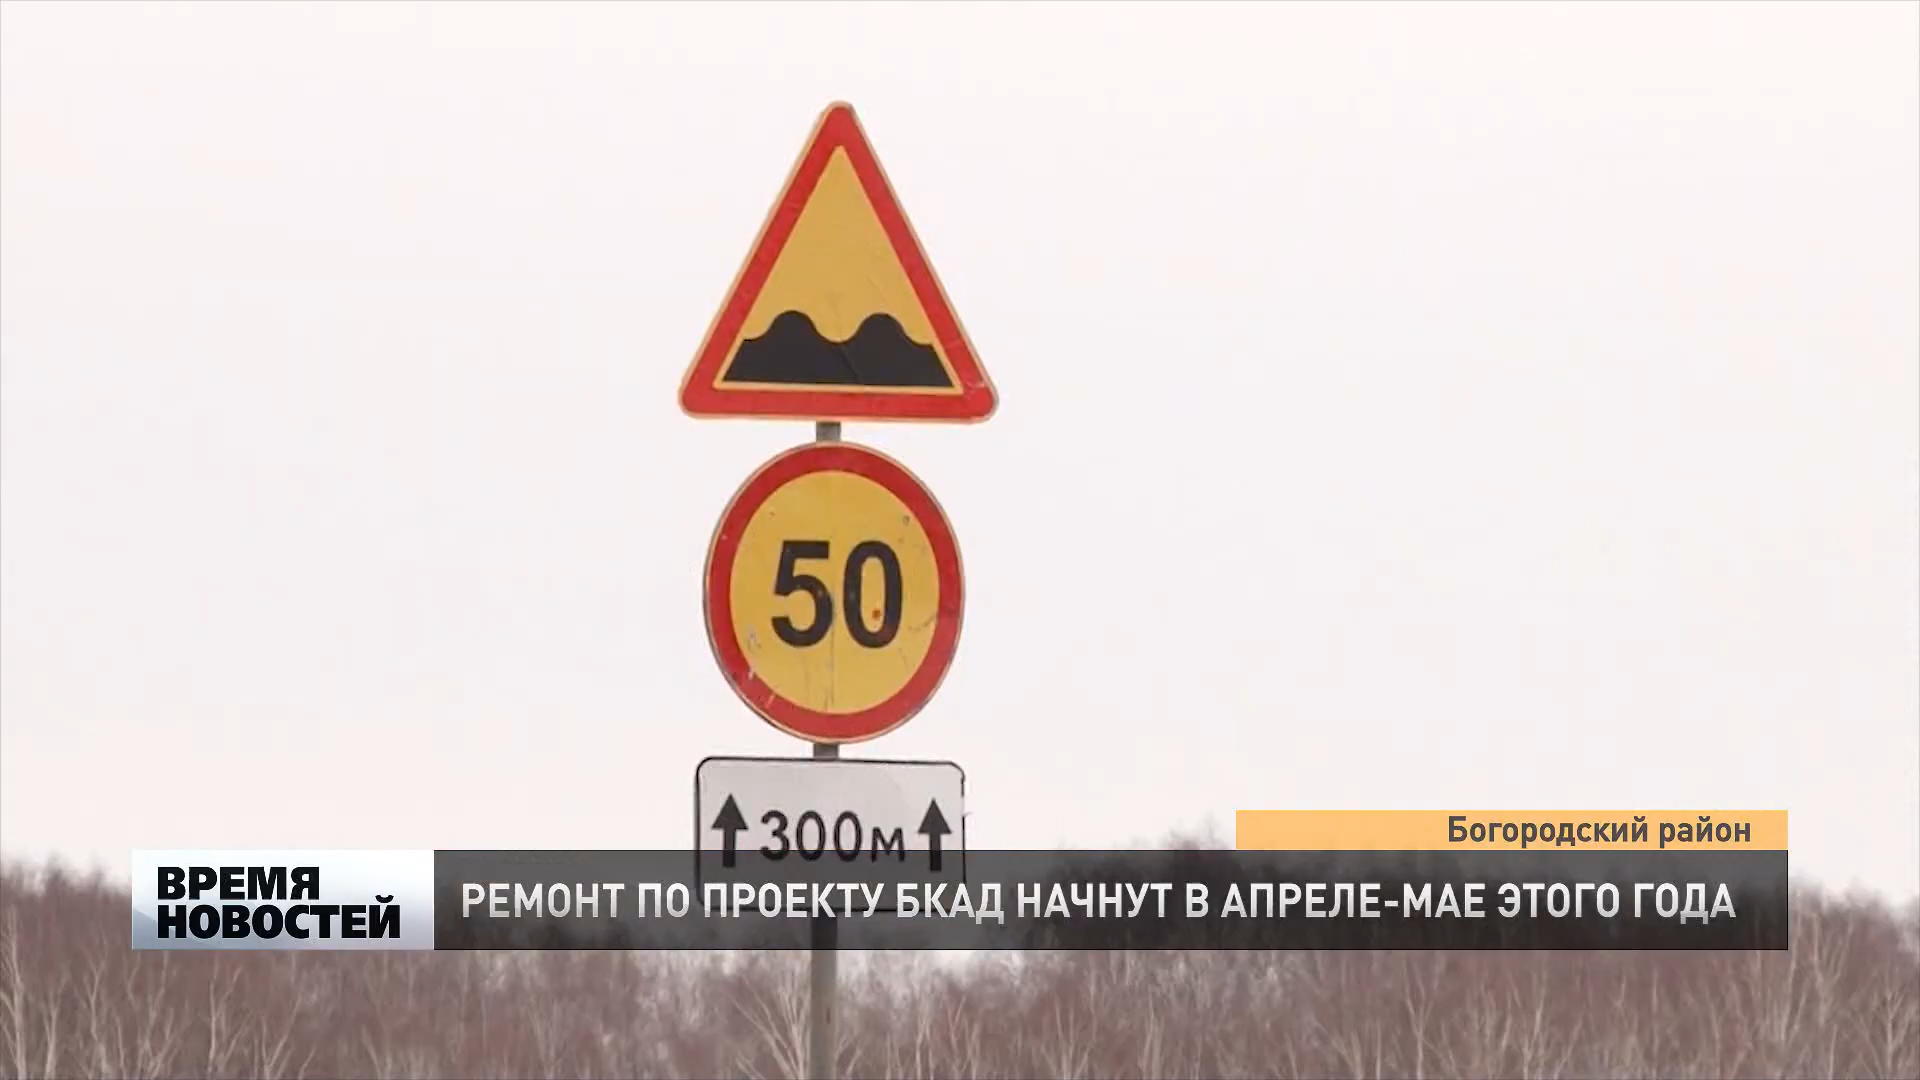 50
300м
Богородский район
ВРЕМЯ
НОВОСТЕЙ
РЕМОНТ ПО ПРОЕКТУ БКАД НАЧНУТ В АПРЕЛЕ-МАЕ ЭТОГО ГОДА